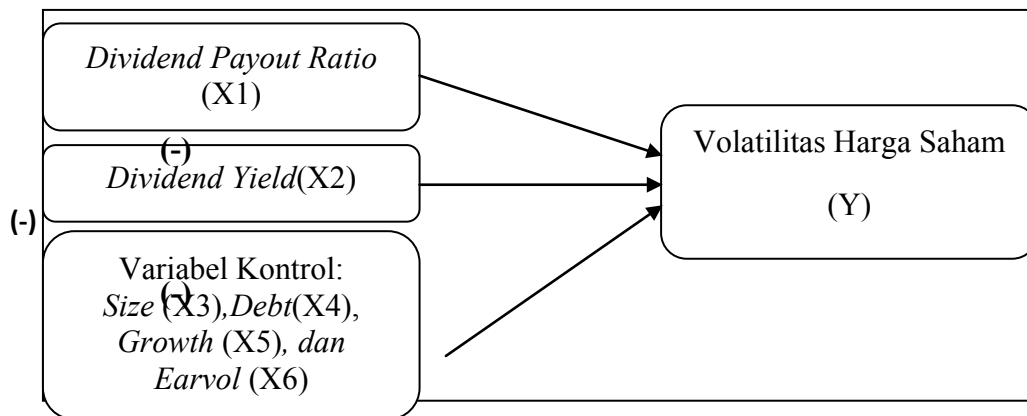 Dividend Payout Ratio
(X1)
(-)
Dividend Yield(X2)
(-)
Variabel Kontrol:
(-)
Size (X3),Debt(X4),
Growth (X5), dan
Earvol (X6)
Volatilitas Harga Saham
(Y)